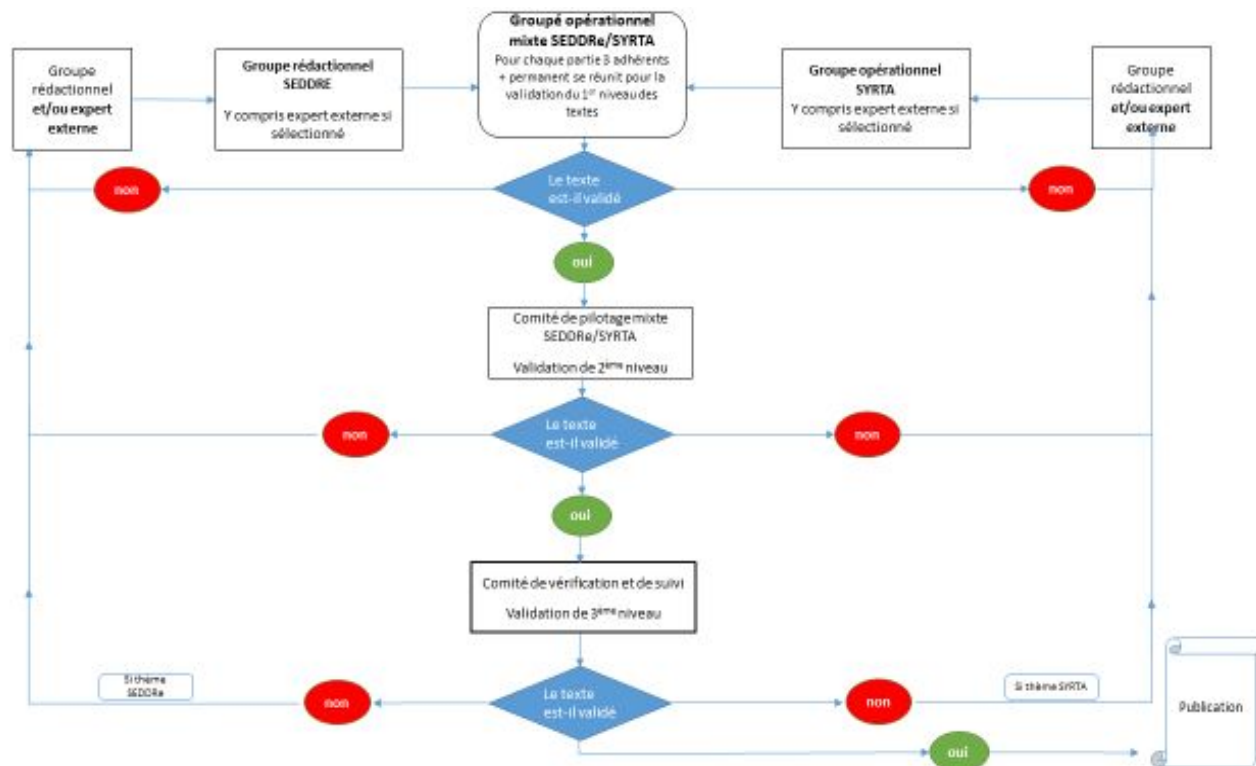 Groupé opérationnel
mixte SEDDRe/SYRTA
Pour chaque partie 3 adhérents
+ permanent se réunit pour la
validation du 1er niveau des
textes
Groupe
rédactionnel
et/ou expert
externe
Groupe rédactionnel
SEDDRE
Y compris expert externe si
sélectionné
Groupe opérationnel
SYRTA
Y compris expert externe si
sélectionné
Groupe
rédactionnel
et/ou expert
externe
non
Le texte
est-il validé
non
oui
Comité de pilotage mixte
SEDDRe/SYRTA
Validation de 2ème niveau
non
Le texte
est-il validé
non
oui
Comité de vérification et de suivi
Validation de 3ème niveau
Si thème
SEDDRe
non
Le texte
est-il validé
non
Si thème SYRTA
Publication
oui